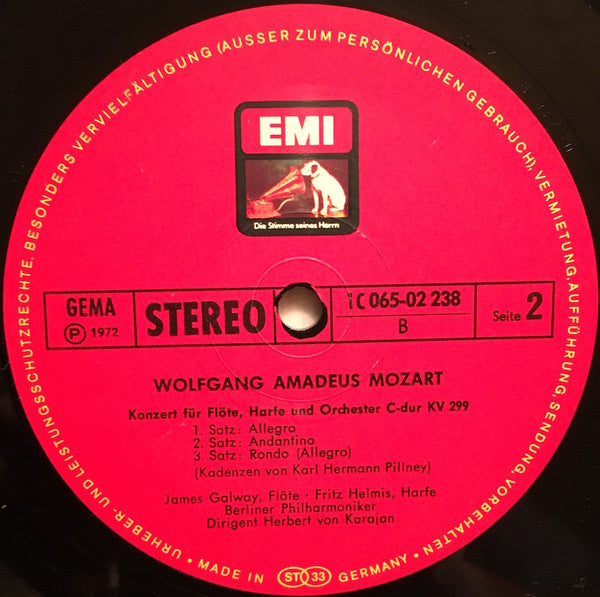 URHEBER- UND LEISTUNGSSCHUTZRECHTE, BESONDERS VERVIELFÄLTIGUNG (AUSSER ZUM PERSÖNLICHEN GEBRAUCH), VERMIETUNG, AUFFÜHRUNG, SENDUNG, VORBEHALTEN
EMI
Die Stimme seines Herrn
GEMA
Ⓟ 1972
STEREO
1C 065-02 238
B
Seite 2
WOLFGANG AMADEUS MOZART
Konzert für Flöte, Harfe und Orchester C-dur KV 299
1. Satz: Allegro
2. Satz: Andantino
3. Satz: Rondo (Allegro)
(Kadenzen von Karl Hermann Pillney)
James Galway, Flöte · Fritz Helmis, Harfe
Berliner Philharmoniker
Dirigent Herbert von Karajan
• MADE IN ST 33 GERMANY •